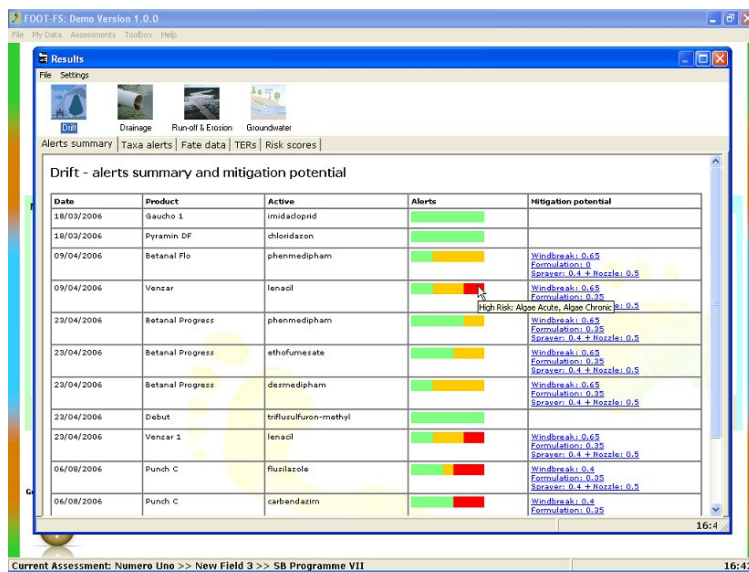 FOOT-FS: Demo Version 1.0.0
File My Data Assessments Toolbox Help
Results
File Settings
Drift Drainage Run-off & Erosion Groundwater
Alerts summary Taxa alerts Fate data TERs Risk scores
Drift - alerts summary and mitigation potential
Date Product Active Alerts Mitigation potential
18/03/2006 Gaucho 1 imidacloprid
18/03/2006 Pyramin DF chloridazon
09/04/2006 Betanal Flo phenmedipham Windbreak: 0.65
Formulation: 0
Sprayer: 0.4 + Nozzle: 0.5
09/04/2006 Venzar lenacil Windbreak: 0.65
Formulation: 0.35
High Risk: Algae Acute, Algae Chronic e: 0.5
23/04/2006 Betanal Progress phenmedipham Windbreak: 0.65
Formulation: 0.35
Sprayer: 0.4 + Nozzle: 0.5
23/04/2006 Betanal Progress ethofumesate Windbreak: 0.65
Formulation: 0.35
Sprayer: 0.4 + Nozzle: 0.5
23/04/2006 Betanal Progress desmedipham Windbreak: 0.65
Formulation: 0.35
Sprayer: 0.4 + Nozzle: 0.5
23/04/2006 Debut triflusulfuron-methyl
23/04/2006 Venzar 1 lenacil Windbreak: 0.65
Formulation: 0.35
Sprayer: 0.4 + Nozzle: 0.5
06/08/2006 Punch C flusilazole Windbreak: 0.4
Formulation: 0.35
Sprayer: 0.4 + Nozzle: 0.5
06/08/2006 Punch C carbendazim Windbreak: 0.4
Formulation: 0.35
16:4
Current Assessment: Numero Uno >> New Field 3 >> SB Programme VII 16:41